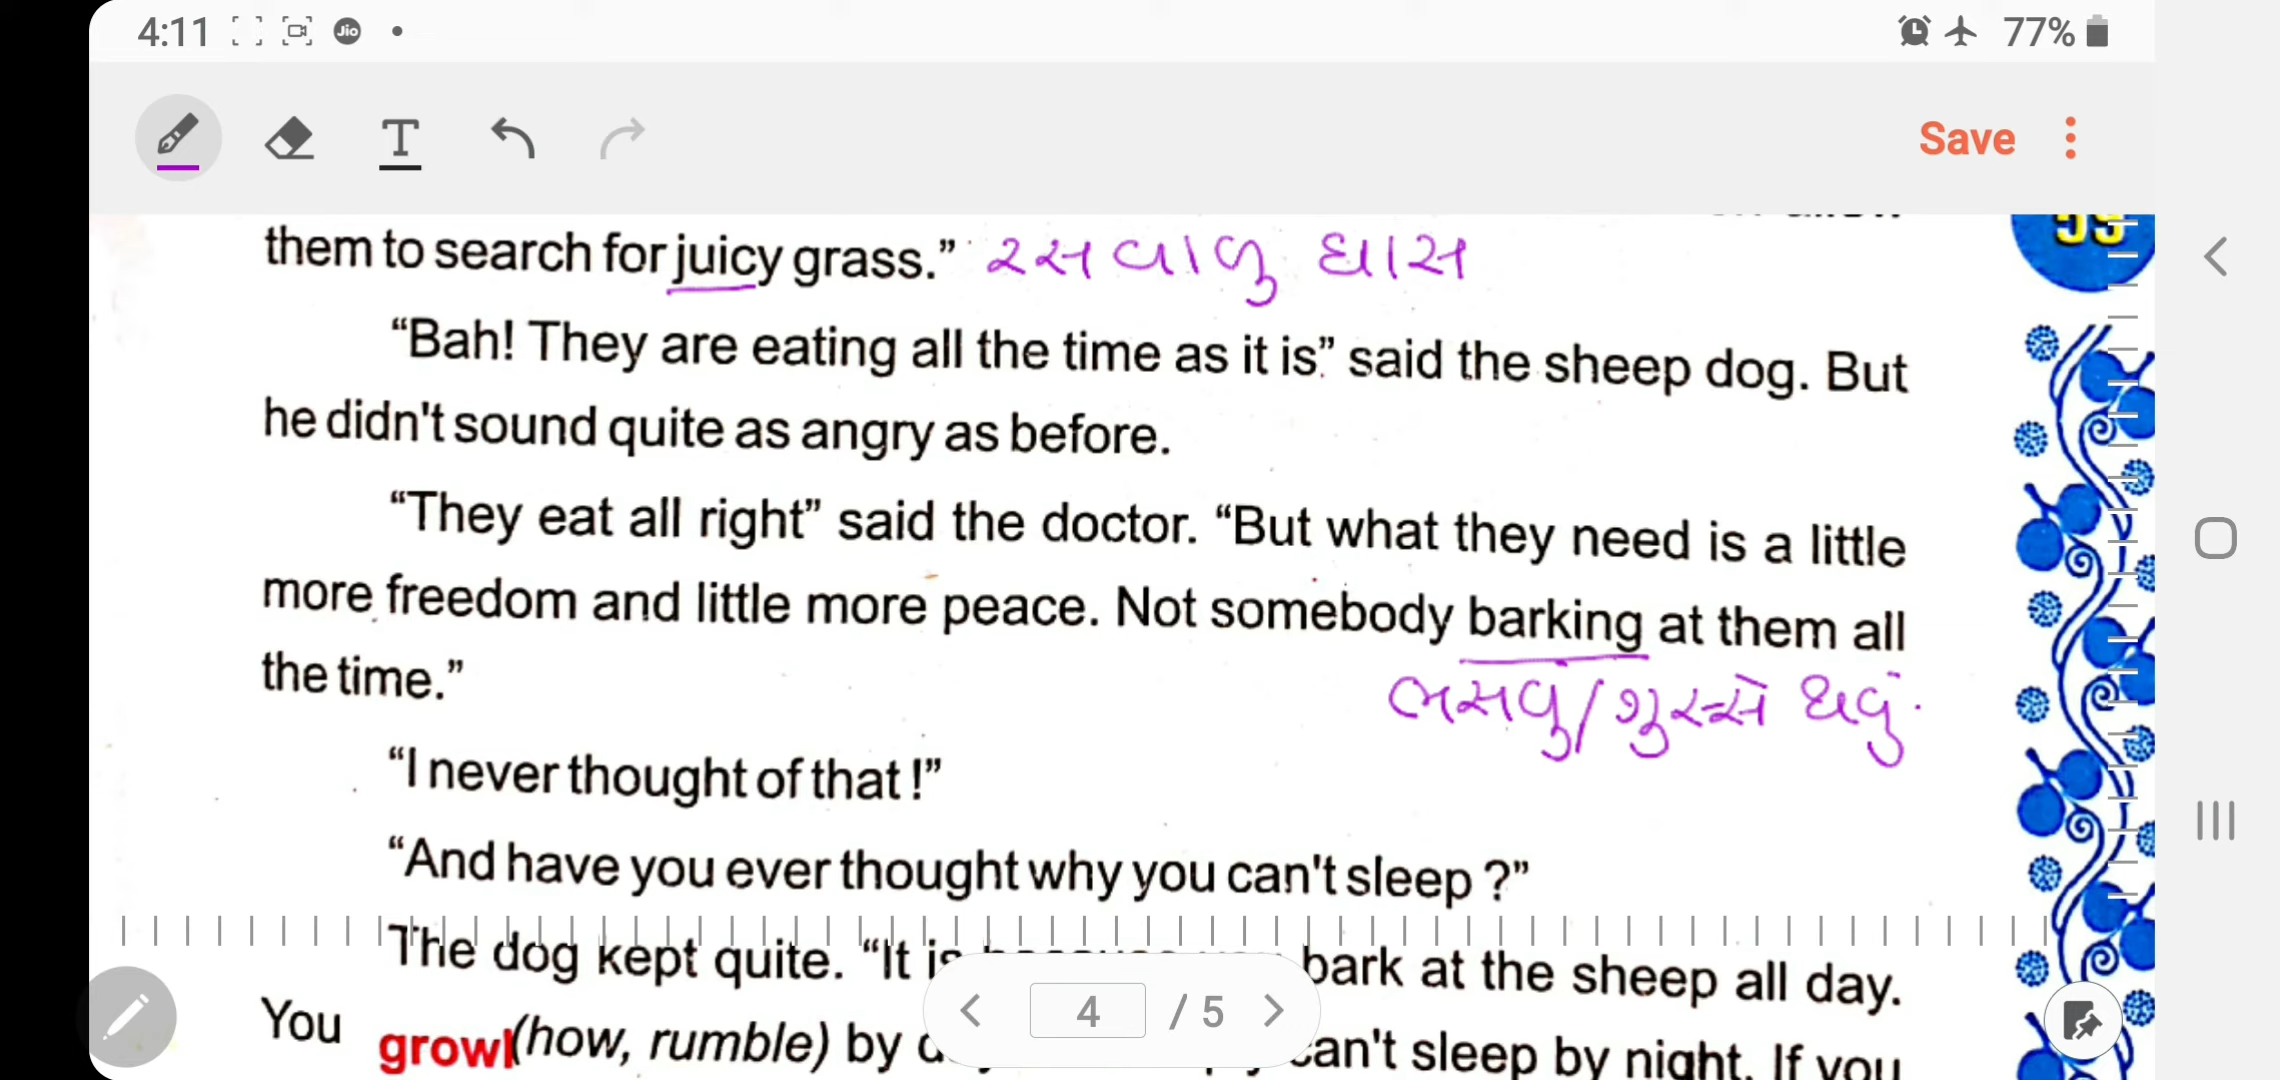 4:11 Jio 77%
T Save
59
them to search for juicy grass.” રસ વાળુ ઘાસ
“Bah! They are eating all the time as it is” said the sheep dog. But
he didn't sound quite as angry as before.
“They eat all right” said the doctor. “But what they need is a little
more freedom and little more peace. Not somebody barking at them all
the time.” ભસવુ/ગુસ્સે થવું.
“I never thought of that !”
“And have you ever thought why you can't sleep ?”
The dog kept quite. “It is bark at the sheep all day.
You growl (how, rumble) by can't sleep by night. If you
4 / 5